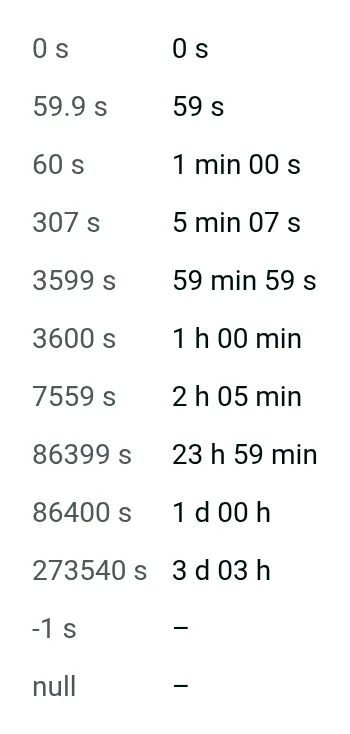 0 s 0 s
59.9 s 59 s
60 s 1 min 00 s
307 s 5 min 07 s
3599 s 59 min 59 s
3600 s 1 h 00 min
7559 s 2 h 05 min
86399 s 23 h 59 min
86400 s 1 d 00 h
273540 s 3 d 03 h
-1 s –
null –